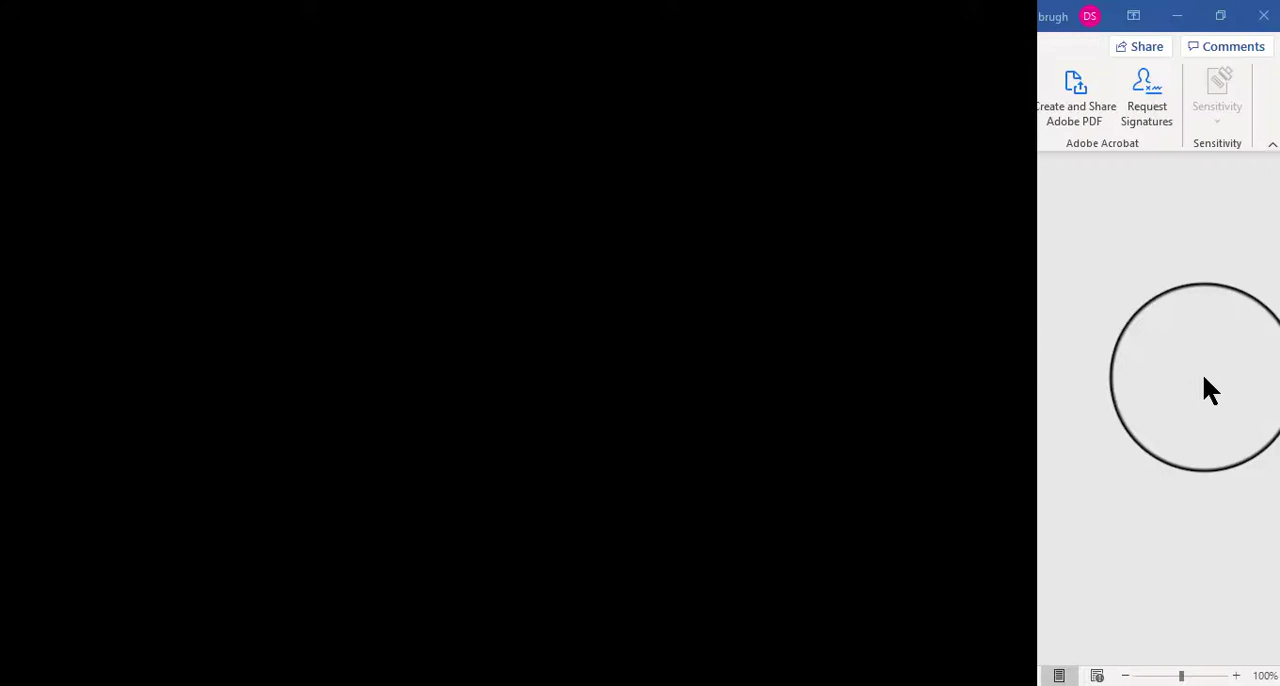 brugh DS
Share Comments
Create and Share
Adobe PDF
Request
Signatures
Sensitivity
Adobe Acrobat
Sensitivity
100%